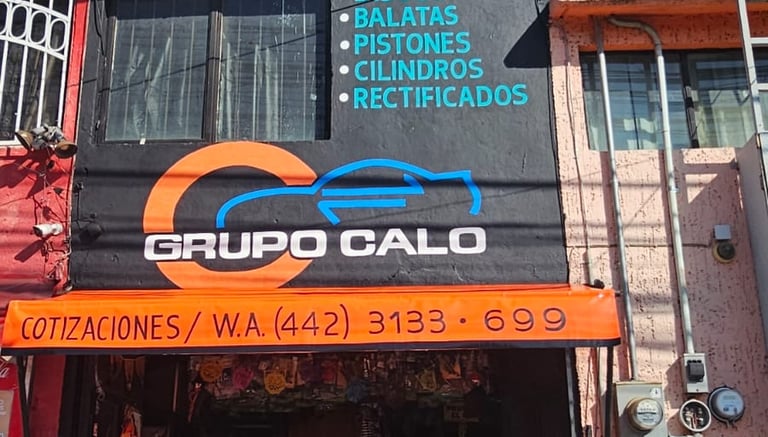 • BALATAS
• PISTONES
• CILINDROS
• RECTIFICADOS
GRUPO CALO
COTIZACIONES/ W.A. (442) 3133 • 699